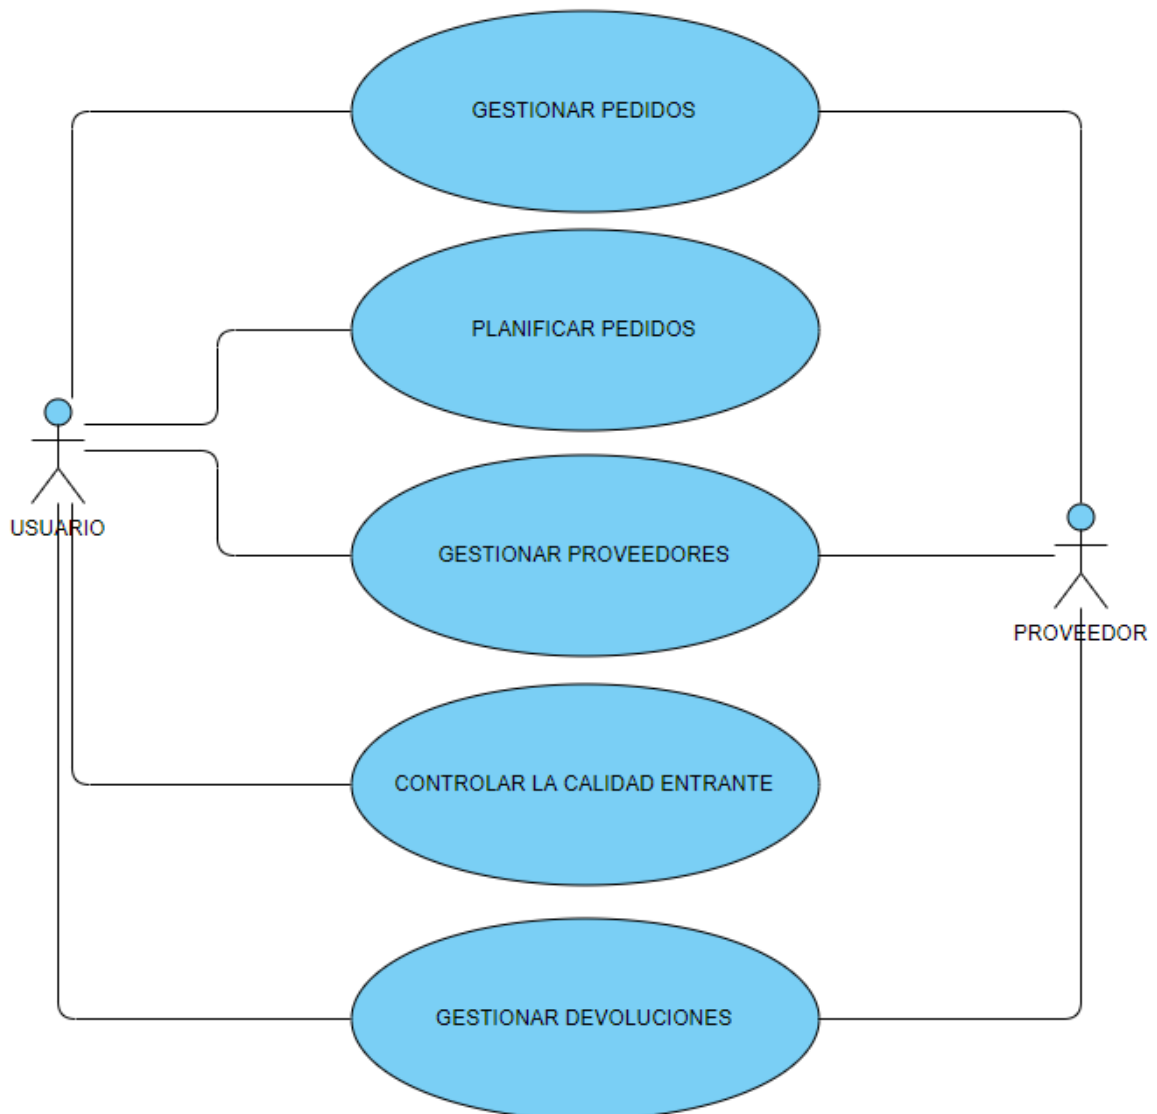 GESTIONAR PEDIDOS
PLANIFICAR PEDIDOS
USUARIO
GESTIONAR PROVEEDORES
PROVEEDOR
CONTROLAR LA CALIDAD ENTRANTE
GESTIONAR DEVOLUCIONES